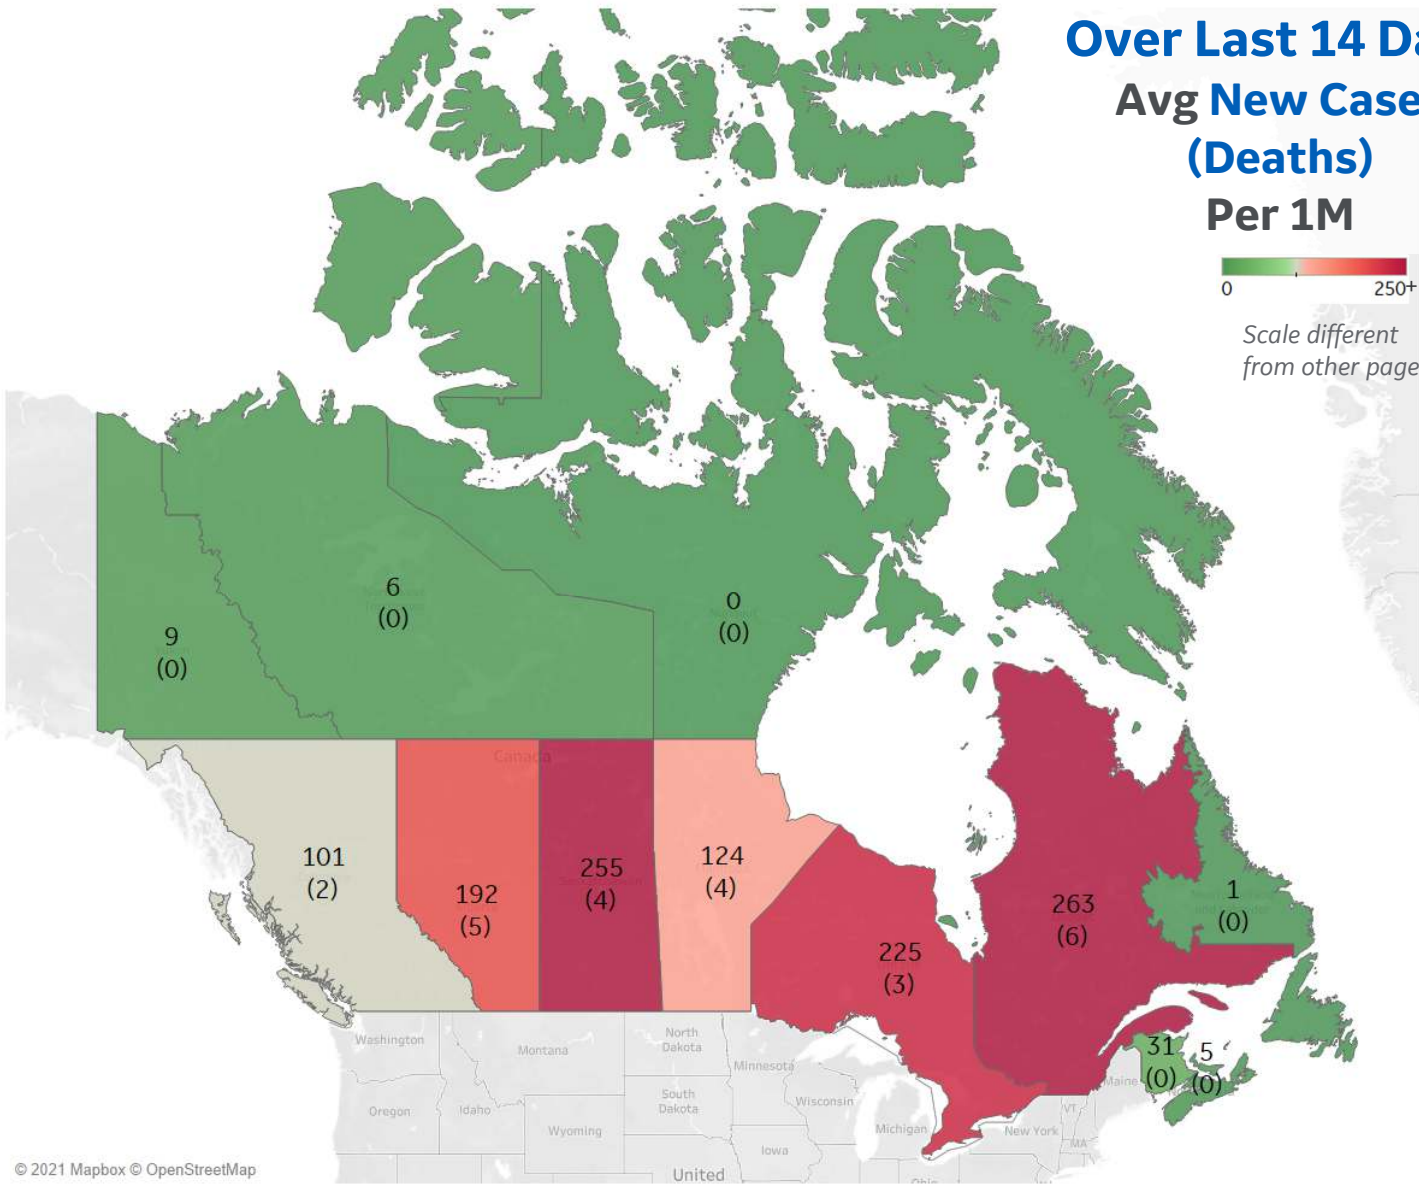 Over Last 14 Da
Avg New Case
(Deaths)
Per 1M
0
250+
Scale different
from other page
6
(0)
0
(0)
9
(0)
Canada
101
(2)
192
(5)
255
(4)
124
(4)
225
(3)
263
(6)
1
(0)
31
(0)
5
(0)
Washington
Montana
North
Dakota
Minnesota
Oregon
Idaho
South
Dakota
Wisconsin
Wyoming
Michigan
New York
Maine
VT
MA
Iowa
Ohio
United
© 2021 Mapbox © OpenStreetMap